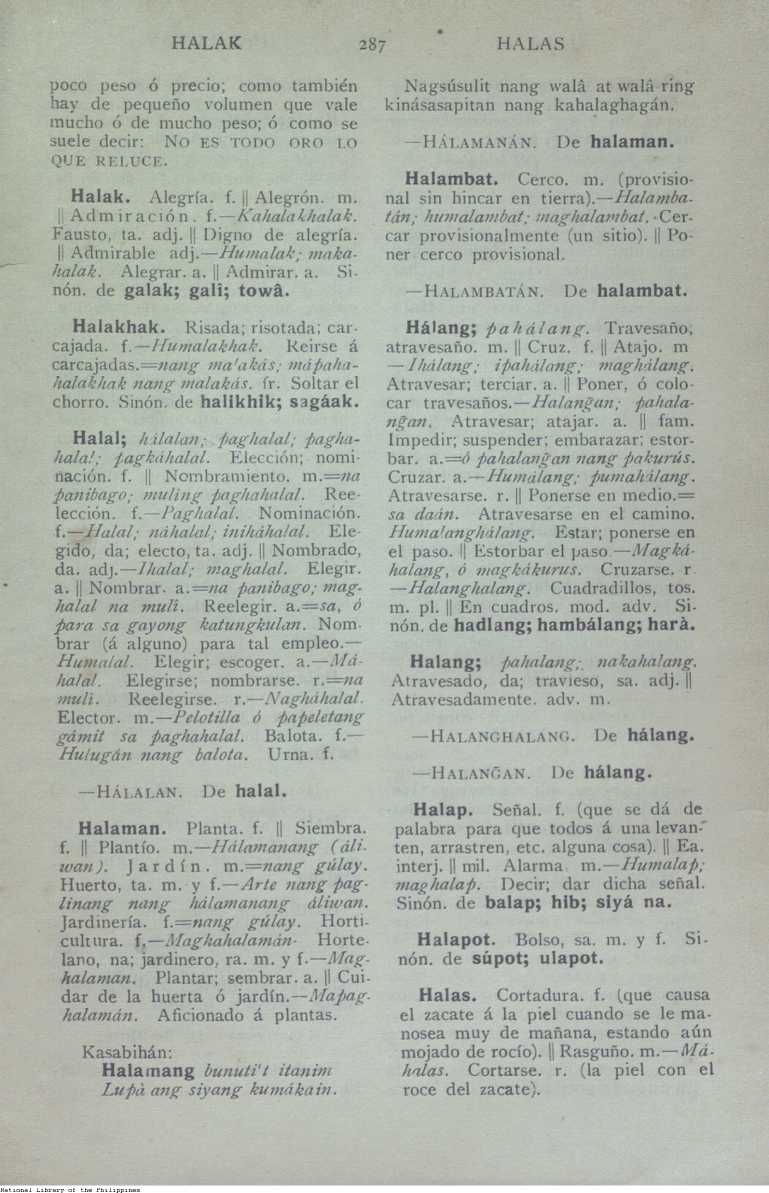 HALAK 287 HALAS
poco peso ó precio; como también
hay de pequeño volumen que vale
mucho ó de mucho peso; ó como se
suele decir: NO ES TODO ORO LO
QUE RELUCE.
Halak. Alegría. f. || Alegrón. m.
|| Admiración. f.—Kahalakhalak.
Fausto, ta. adj. || Digno de alegría.
|| Admirable adj.—Humalak; maka-
halak. Alegrar. a. || Admirar. a. Si-
nón. de galak; galî; towâ.
Halakhak. Risada; risotada; car-
cajada. f.—Humalakhak. Reirse á
carcajadas.=nang ma'akás; mápaha-
halakhak nang malakás. fr. Soltar el
chorro. Sinón. de halikhik; sagáak.
Halal; hálalan; paghalal; pagha-
halal; pagkáhalal. Elección; nomi-
nación. f. || Nombramiento. m.=na
panibago; muling paghahalal. Ree-
lección. f.—Paghalal. Nominación.
f.—Halal; náhalal; iniháhalal. Ele-
gido, da; electo, ta. adj. || Nombrado,
da. adj.—Ihalal; maghalal. Elegir.
a. || Nombrar. a.=na panibago; mag-
halal na mulî. Reelegir. a.=sa, ó
para sa gayong katungkulan. Nom-
brar (á alguno) para tal empleo.—
Humalal. Elegir; escoger. a.—Má-
halal. Elegirse; nombrarse. r.=na
mulî. Reelegirse. r.—Nagháhalal.
Elector. m.—Pelotilla ó papeletang
gámit sa paghahalal. Balota. f.—
Hulugán nang balota. Urna. f.
—HÁLALAN. De halal.
Halaman. Planta. f. || Siembra.
f. || Plantío. m.—Hálamanang (áli-
wan). Jardín. m.=nang gúlay.
Huerto, ta. m. y f.—Arte nang pag-
linang nang hálamanang áliwan.
Jardinería. f.=nang gúlay. Horti-
cultura. f.—Maghahalamán. Horte-
lano, na; jardinero, ra. m. y f.—Mag-
halaman. Plantar; sembrar. a. || Cui-
dar de la huerta ó jardín.—Mapag-
halamán. Aficionado á plantas.
Kasabihán:
Halamang bunuti't itanim
Lupà ang siyang kumákain.
Nagsúsulit nang walâ at walâ ring
kinásasapitan nang kahalaghagán.
—HÁLAMANÁN. De halaman.
Halambat. Cerco. m. (provisio-
nal sin hincar en tierra).—Halamba-
tán; humalambat; maghalambat. Cer-
car provisionalmente (un sitio). || Po-
ner cerco provisional.
—HALAMBATÁN. De halambat.
Hálang; pahálang. Travesaño;
atravesaño. m. || Cruz. f. || Atajo. m
—Ihálang; ipahálang; maghálang.
Atravesar; terciar. a. || Poner, ó colo-
car travesaños.—Halang̃an; pahala-
ng̃an. Atravesar; atajar. a. || fam.
Impedir; suspender; embarazar; estor-
bar. a.=ó pahalang̃an nang pakurús.
Cruzar. a.—Humálang; pumahálang.
Atravesarse. r. || Ponerse en medio.=
sa daán. Atravesarse en el camino.
Humalanghálang. Estar; ponerse en
el paso. || Estorbar el paso.—Magká-
halang, ó magkákurus. Cruzarse. r
—Halanghalang. Cuadradillos, tos.
m. pl. || En cuadros. mod. adv. Si-
nón. de hadlang; hambálang; harà.
Halang; pahalang; nakahalang.
Atravesado, da; travieso, sa. adj. ||
Atravesadamente. adv. m.
—HALANGHALANG. De hálang.
—HALANG̃AN. De hálang.
Halap. Señal. f. (que se dá de
palabra para que todos á una levan-
ten, arrastren, etc. alguna cosa). || Ea.
interj. || mil. Alarma. m.—Humalap;
maghalap. Decir; dar dicha señal.
Sinón. de balap; hib; siyá na.
Halapot. Bolso, sa. m. y f. Si-
nón. de súpot; ulapot.
Halas. Cortadura. f. (que causa
el zacate á la piel cuando se le ma-
nosea muy de mañana, estando aún
mojado de rocío). || Rasguño. m.—Má-
halas. Cortarse. r. (la piel con el
roce del zacate).
National Library of the Philippines